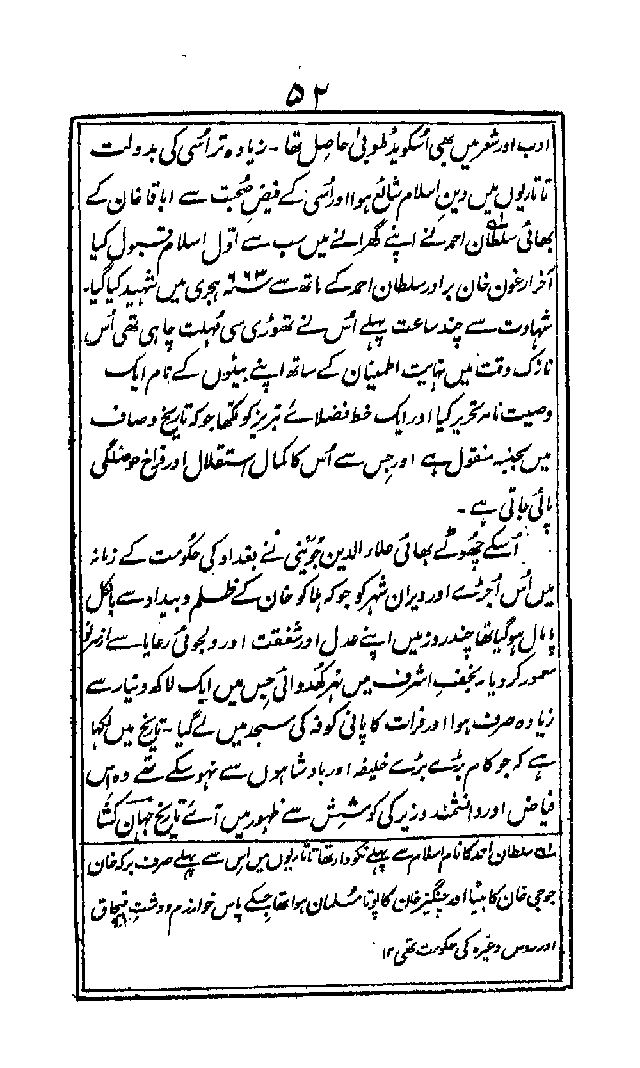 ۵۲
ادب اور شعر میں بھی اُسکو یدِ طولیٰ حاصل تھا۔ زیادہ تر اُسی کی بدولت
تاتاریوں میں دینِ اسلام شائع ہوا اور اُسی کے فیضِ صحبت سے اباقا خان کے
بھائی سلطان احمد نے اپنے گھرانے میں سب سے اوّل اسلام قبول کیا
آخر ارغون خان برادر سلطان احمد کے ہاتھ سے ۶۶۳ ہجری میں شہید کیا گیا۔
شہادت سے چند ساعت پہلے اُس نے تھوڑی سی مہلت چاہی تھی اُس
نازک وقت میں نہایت اطمینان کے ساتھ اپنے بیٹوں کے نام ایک
وصیت نامہ تحریر کیا اور ایک خط فضلائے تبریز کو لکھا جو کہ تاریخ وصاف
میں بجنسہ منقول ہے اور جس سے اُس کا کمال استقلال اور فراخ حوصلگی
پائی جاتی ہے۔
اُسکے چھوٹے بھائی علاء الدین جوینی نے بغداد کی حکومت کے زمانہ
میں اُس اُجڑے اور ویران شہر کو جو کہ ہلاکو خان کے ظلم و بیداد سے بالکل
پامال ہو گیا تھا چند روز میں اپنے عدل اور شفقت اور دلجوئی رعایا سے از سرنو
معمور کر دیا۔ نجف اشرف میں نہر کھدوائی جس میں ایک لاکھ دینار سے
زیادہ صرف ہوا اور فرات کا پانی کوفہ کی مسجد میں لے گیا۔ تاریخ میں لکھا
ہے کہ جو کام بڑے بڑے خلیفہ اور بادشاہوں سے نہو سکے تھے وہ اس
فیاض اور دانشمند وزیر کی کوشش سے ظہور میں آئے تاریخ جہان کشا
سلطان احمد کا نام اسلام سے پہلے نکودار تھا تاتاریوں میں اس سے پہلے صرف برکہ خان
جوجی خان کا بیٹا اور چنگیز خان کا پوتا مسلمان ہوا تھا جسکے پاس خوارزم و دشتِ قبچاق
اور روس وغیرہ کی حکومت تھی ۱۲